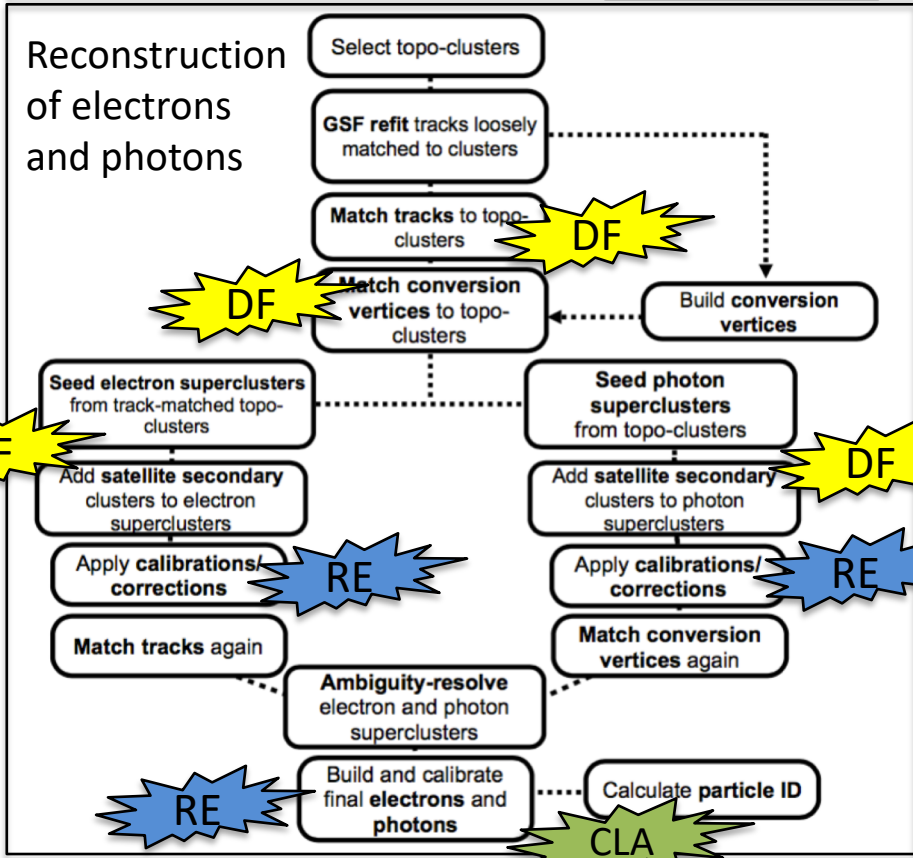 Reconstruction
of electrons
and photons
Select topo-clusters
GSF refit tracks loosely
matched to clusters
Match tracks to topo-
clusters
DF
DF
Match conversion
vertices to topo-
clusters
Build conversion
vertices
Seed electron superclusters
from track-matched topo-
clusters
Seed photon
superclusters
from topo-clusters
F
DF
Add satellite secondary
clusters to electron
superclusters
Add satellite secondary
clusters to photon
superclusters
Apply calibrations/
corrections
RE
Apply calibrations/
corrections
RE
Match tracks again
Match conversion
vertices again
Ambiguity-resolve
electron and photon
superclusters
RE
Build and calibrate
final electrons and
photons
Calculate particle ID
CLA